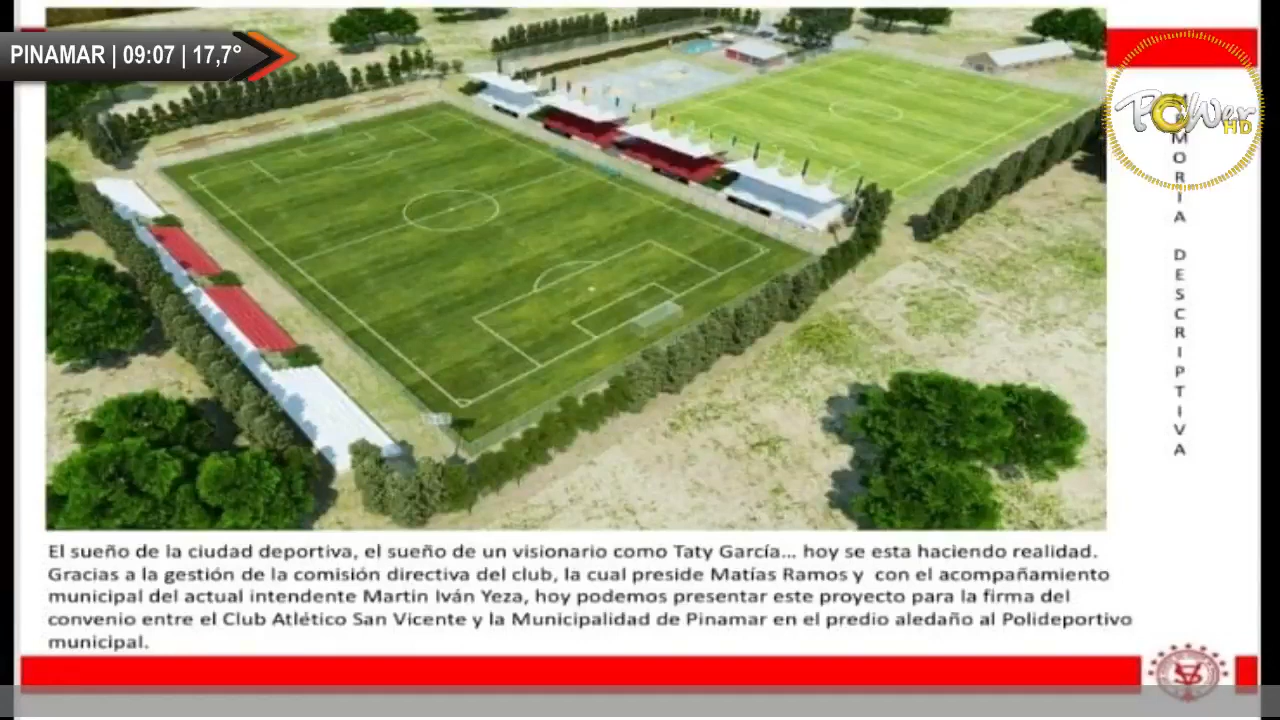 PINAMAR | 09:07 | 17,7°
POWer
HD
MEMORIA DESCRIPTIVA
El sueño de la ciudad deportiva, el sueño de un visionario como Taty García... hoy se esta haciendo realidad.
Gracias a la gestión de la comisión directiva del club, la cual preside Matías Ramos y con el acompañamiento
municipal del actual intendente Martin Iván Yeza, hoy podemos presentar este proyecto para la firma del
convenio entre el Club Atlético San Vicente y la Municipalidad de Pinamar en el predio aledaño al Polideportivo
municipal.